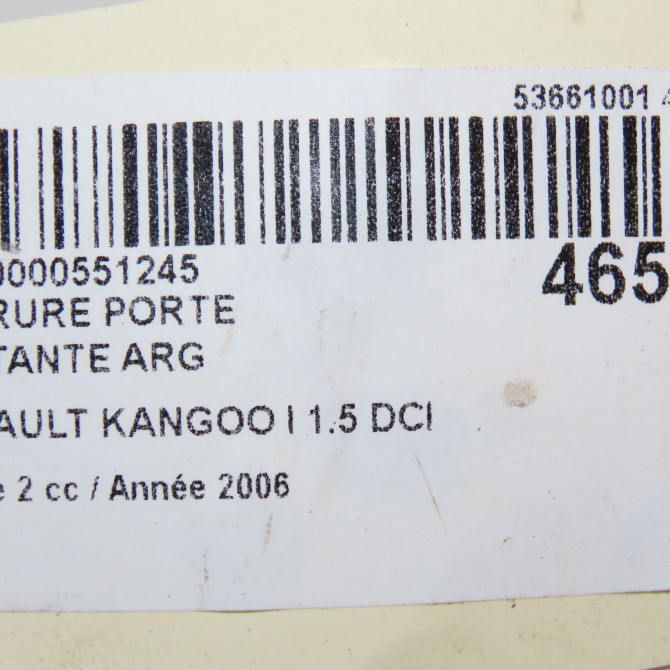 53661001 4
0000551245
465
RURE PORTE
TANTE ARG
AULT KANGOO I 1.5 DCI
e 2 cc / Année 2006